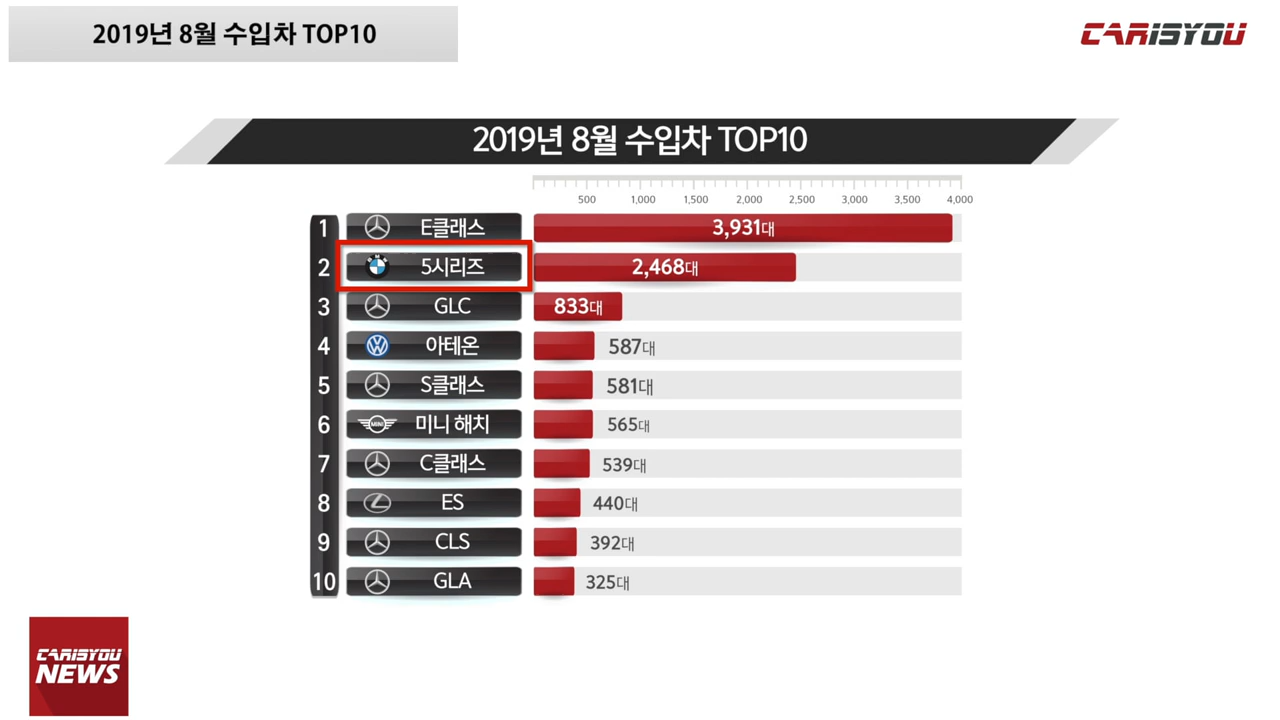 2019년 8월 수입차 TOP10
CARISYOU
2019년 8월 수입차 TOP10
500 1,000 1,500 2,000 2,500 3,000 3,500 4,000
1 E클래스 3,931대
2 BMW 5시리즈 2,468대
3 GLC 833대
4 아테온 587대
5 S클래스 581대
6 MINI 미니 해치 565대
7 C클래스 539대
8 ES 440대
9 CLS 392대
10 GLA 325대
CARISYOU
NEWS